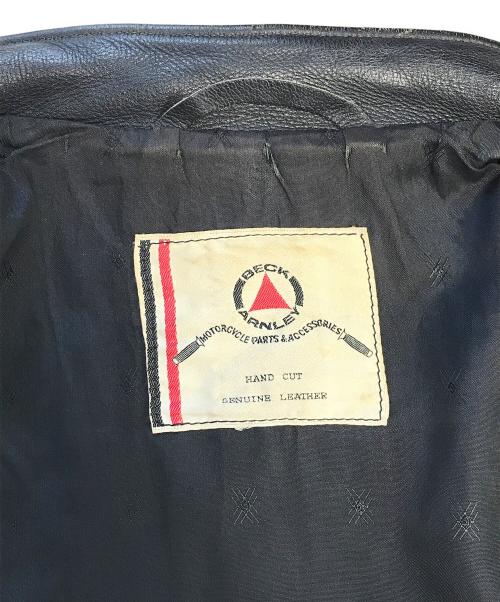 BECK
ARNLEY
MOTORCYCLE PARTS & ACCESSORIES
HAND CUT
GENUINE LEATHER